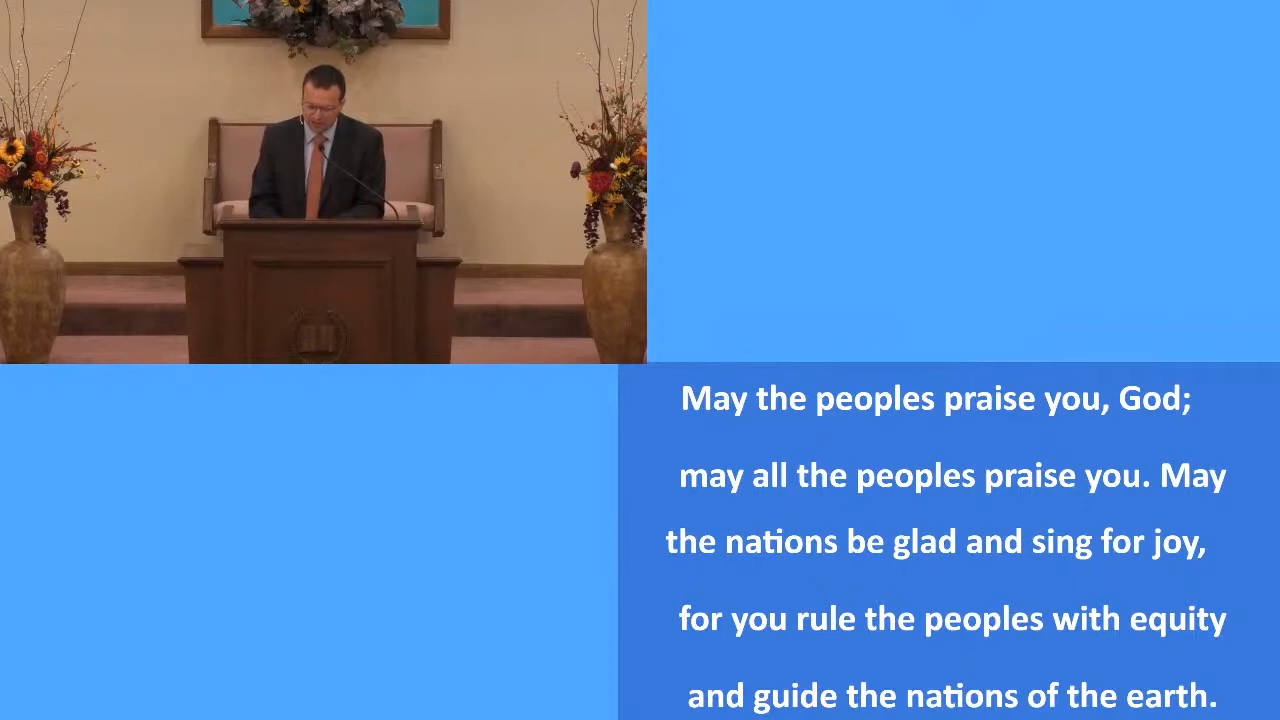 May the peoples praise you, God;
may all the peoples praise you. May
the nations be glad and sing for joy,
for you rule the peoples with equity
and guide the nations of the earth.